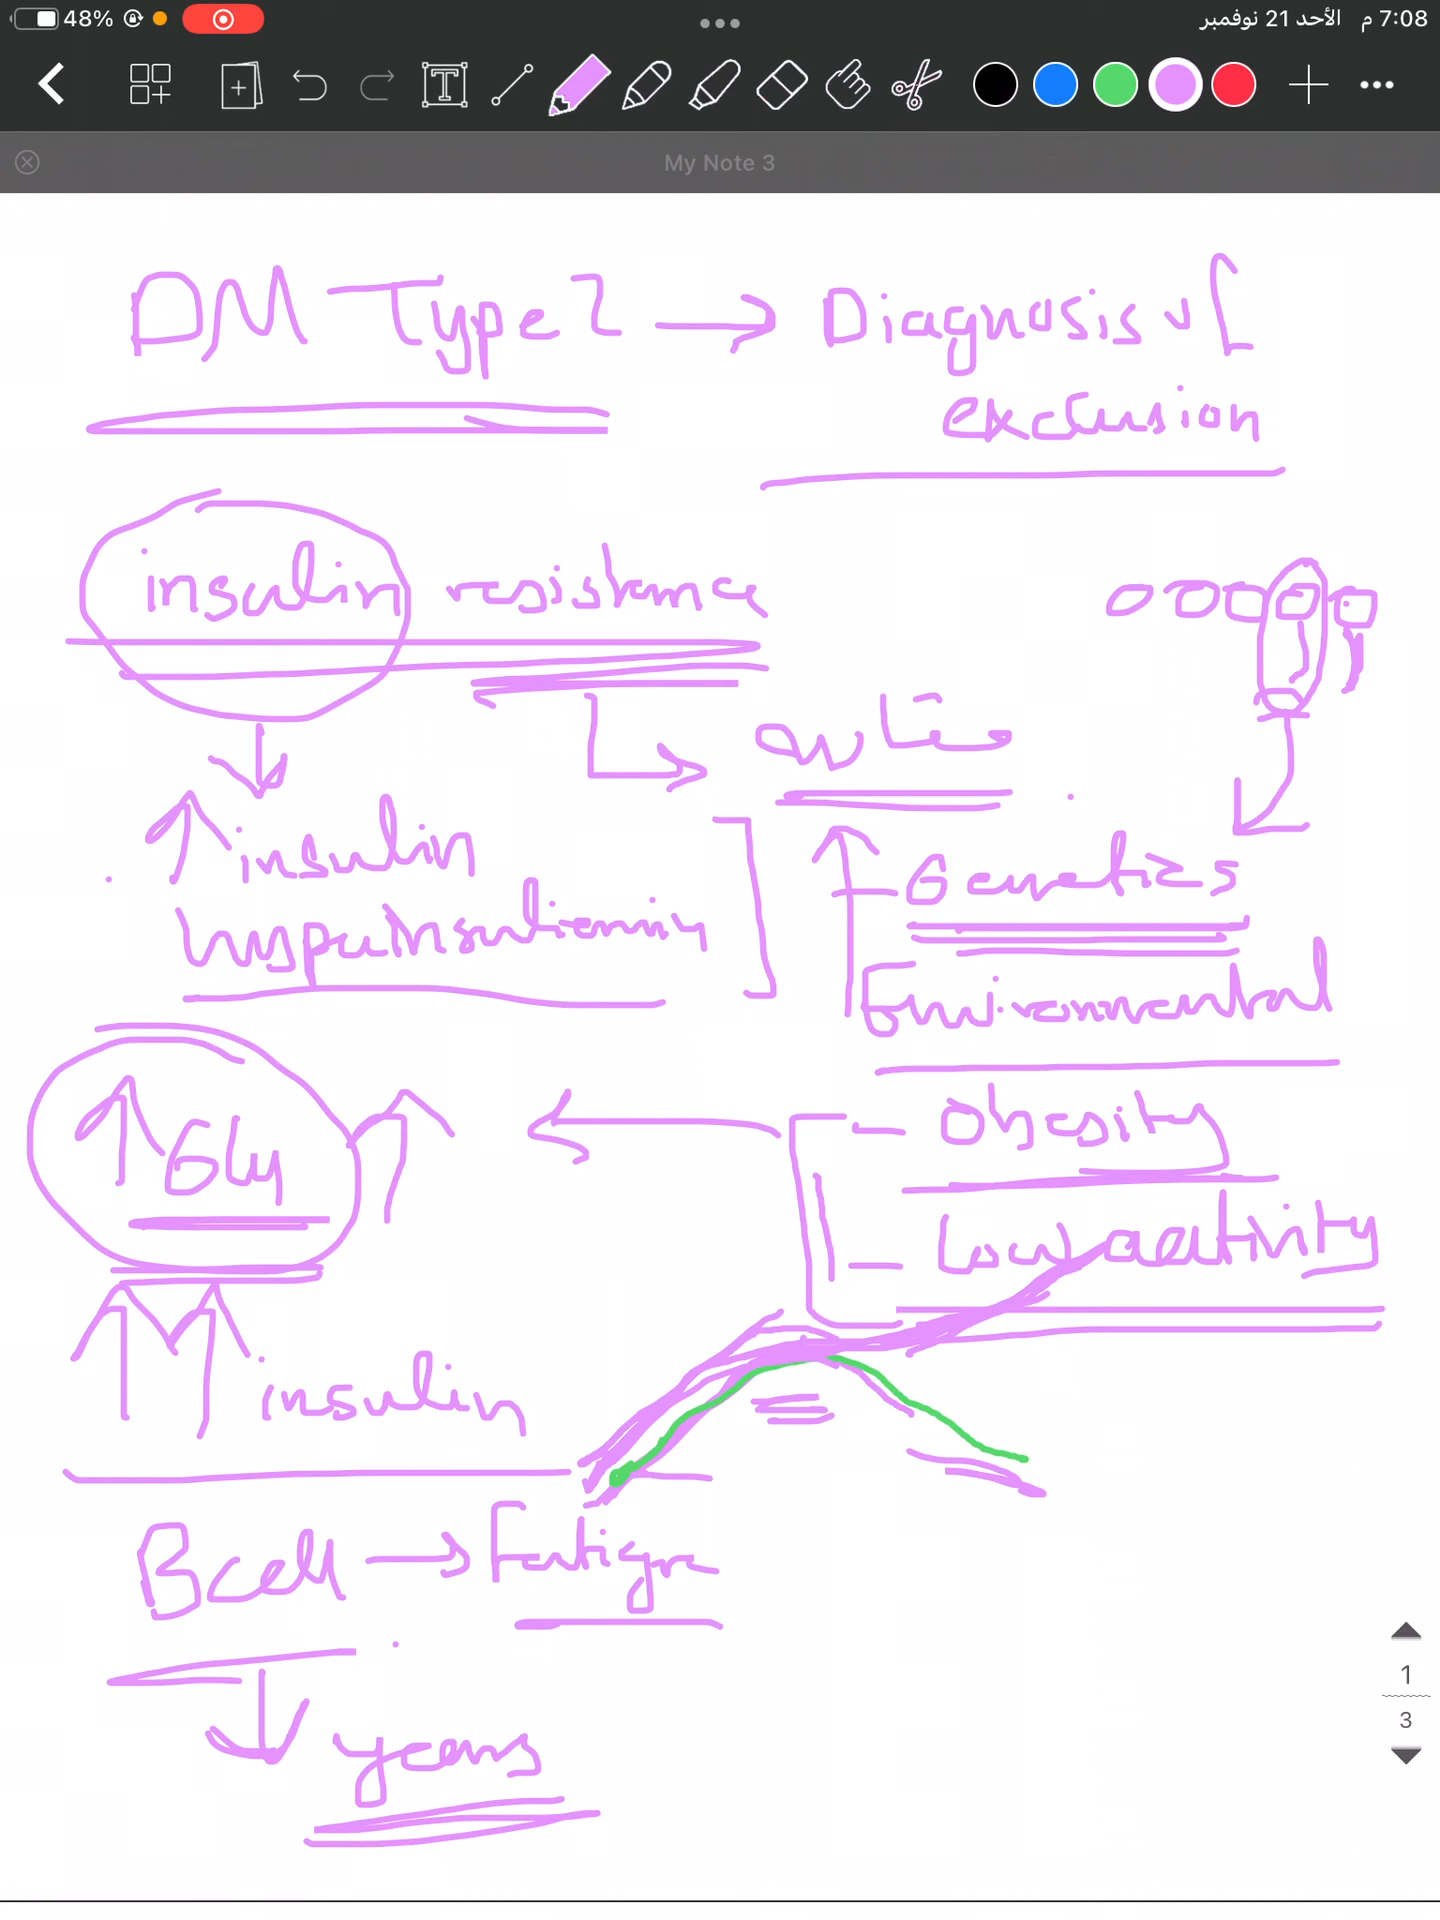 48%
7:08 م الأحد 21 نوفمبر
T
My Note 3
DM Type 2 → Diagnosis of
exclusion
insulin resistance
↑ insulin
Genetics
Environmental
↑ Glu ↑
- Obesity
- Low activity
↑↑ insulin
B cell → Fatigue
↓ years
1
3